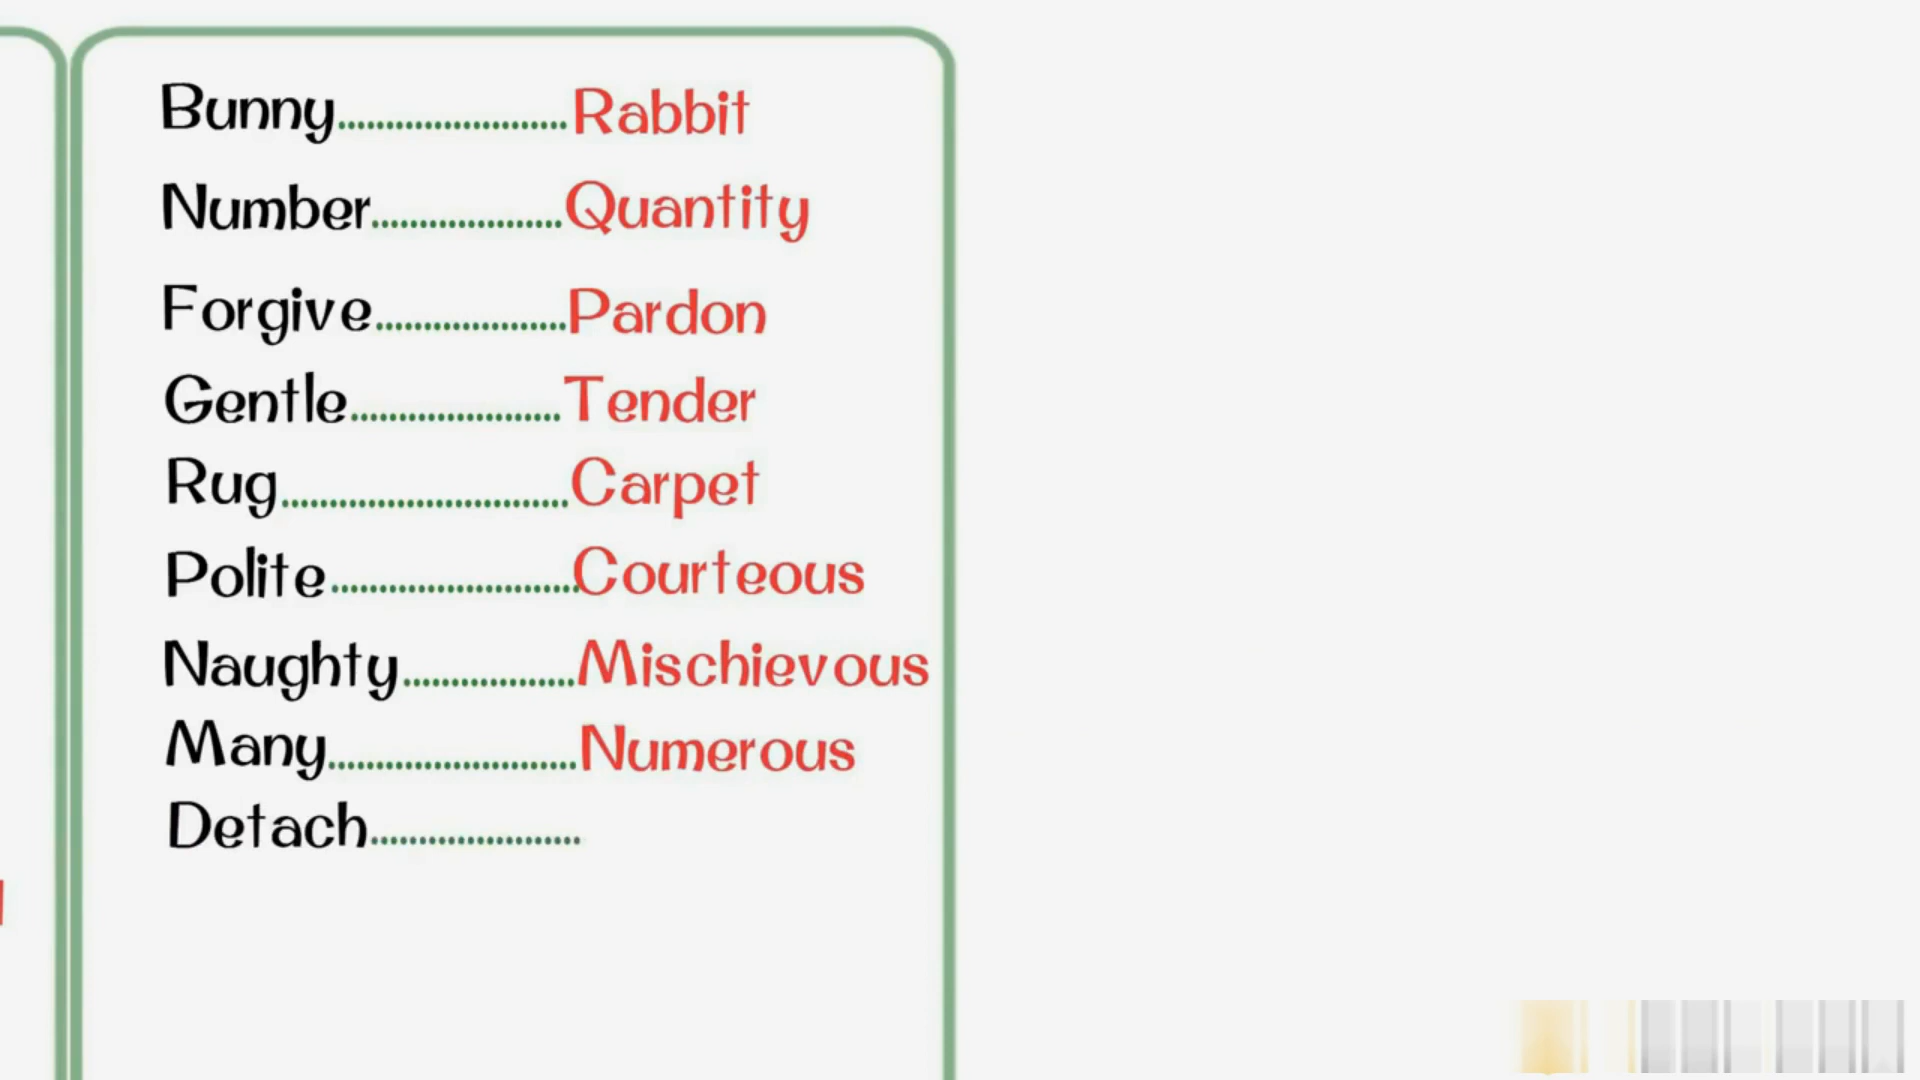 Bunny.......................Rabbit
Number...................Quantity
Forgive...................Pardon
Gentle.....................Tender
Rug.............................Carpet
Polite.........................Courteous
Naughty.................Mischievous
Many.........................Numerous
Detach.....................